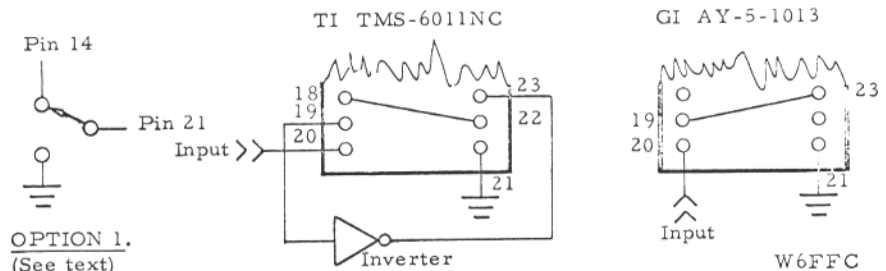 TI TMS-6011NC
GI AY-5-1013
Pin 14
Pin 21
OPTION 1.
(See text)
18
19
20
Input
23
22
21
Inverter
19
20
23
21
Input
W6FFC